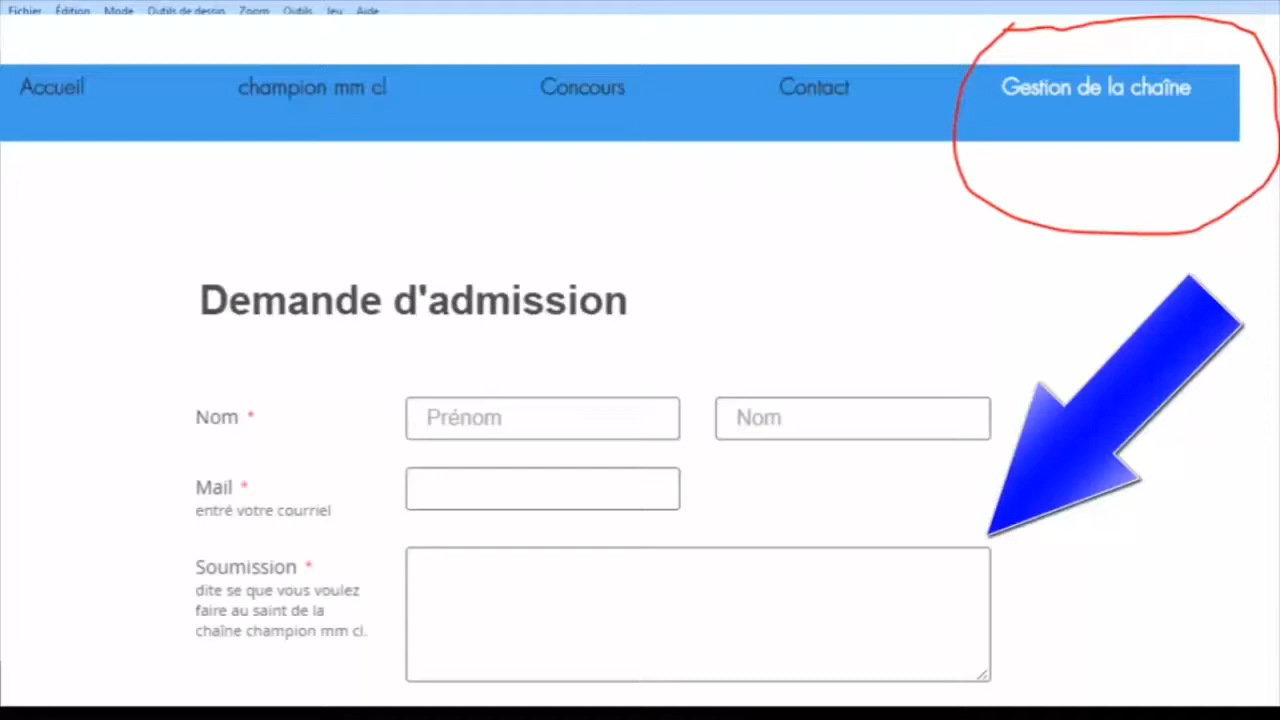 Fichier Édition Mode Outils de dessin Zoom Outils Jeu Aide
Accueil champion mm cl Concours Contact Gestion de la chaîne
Demande d'admission
Nom * Prénom Nom
Mail *
entré votre courriel
Soumission *
dite se que vous voulez
faire au saint de la
chaîne champion mm cl.